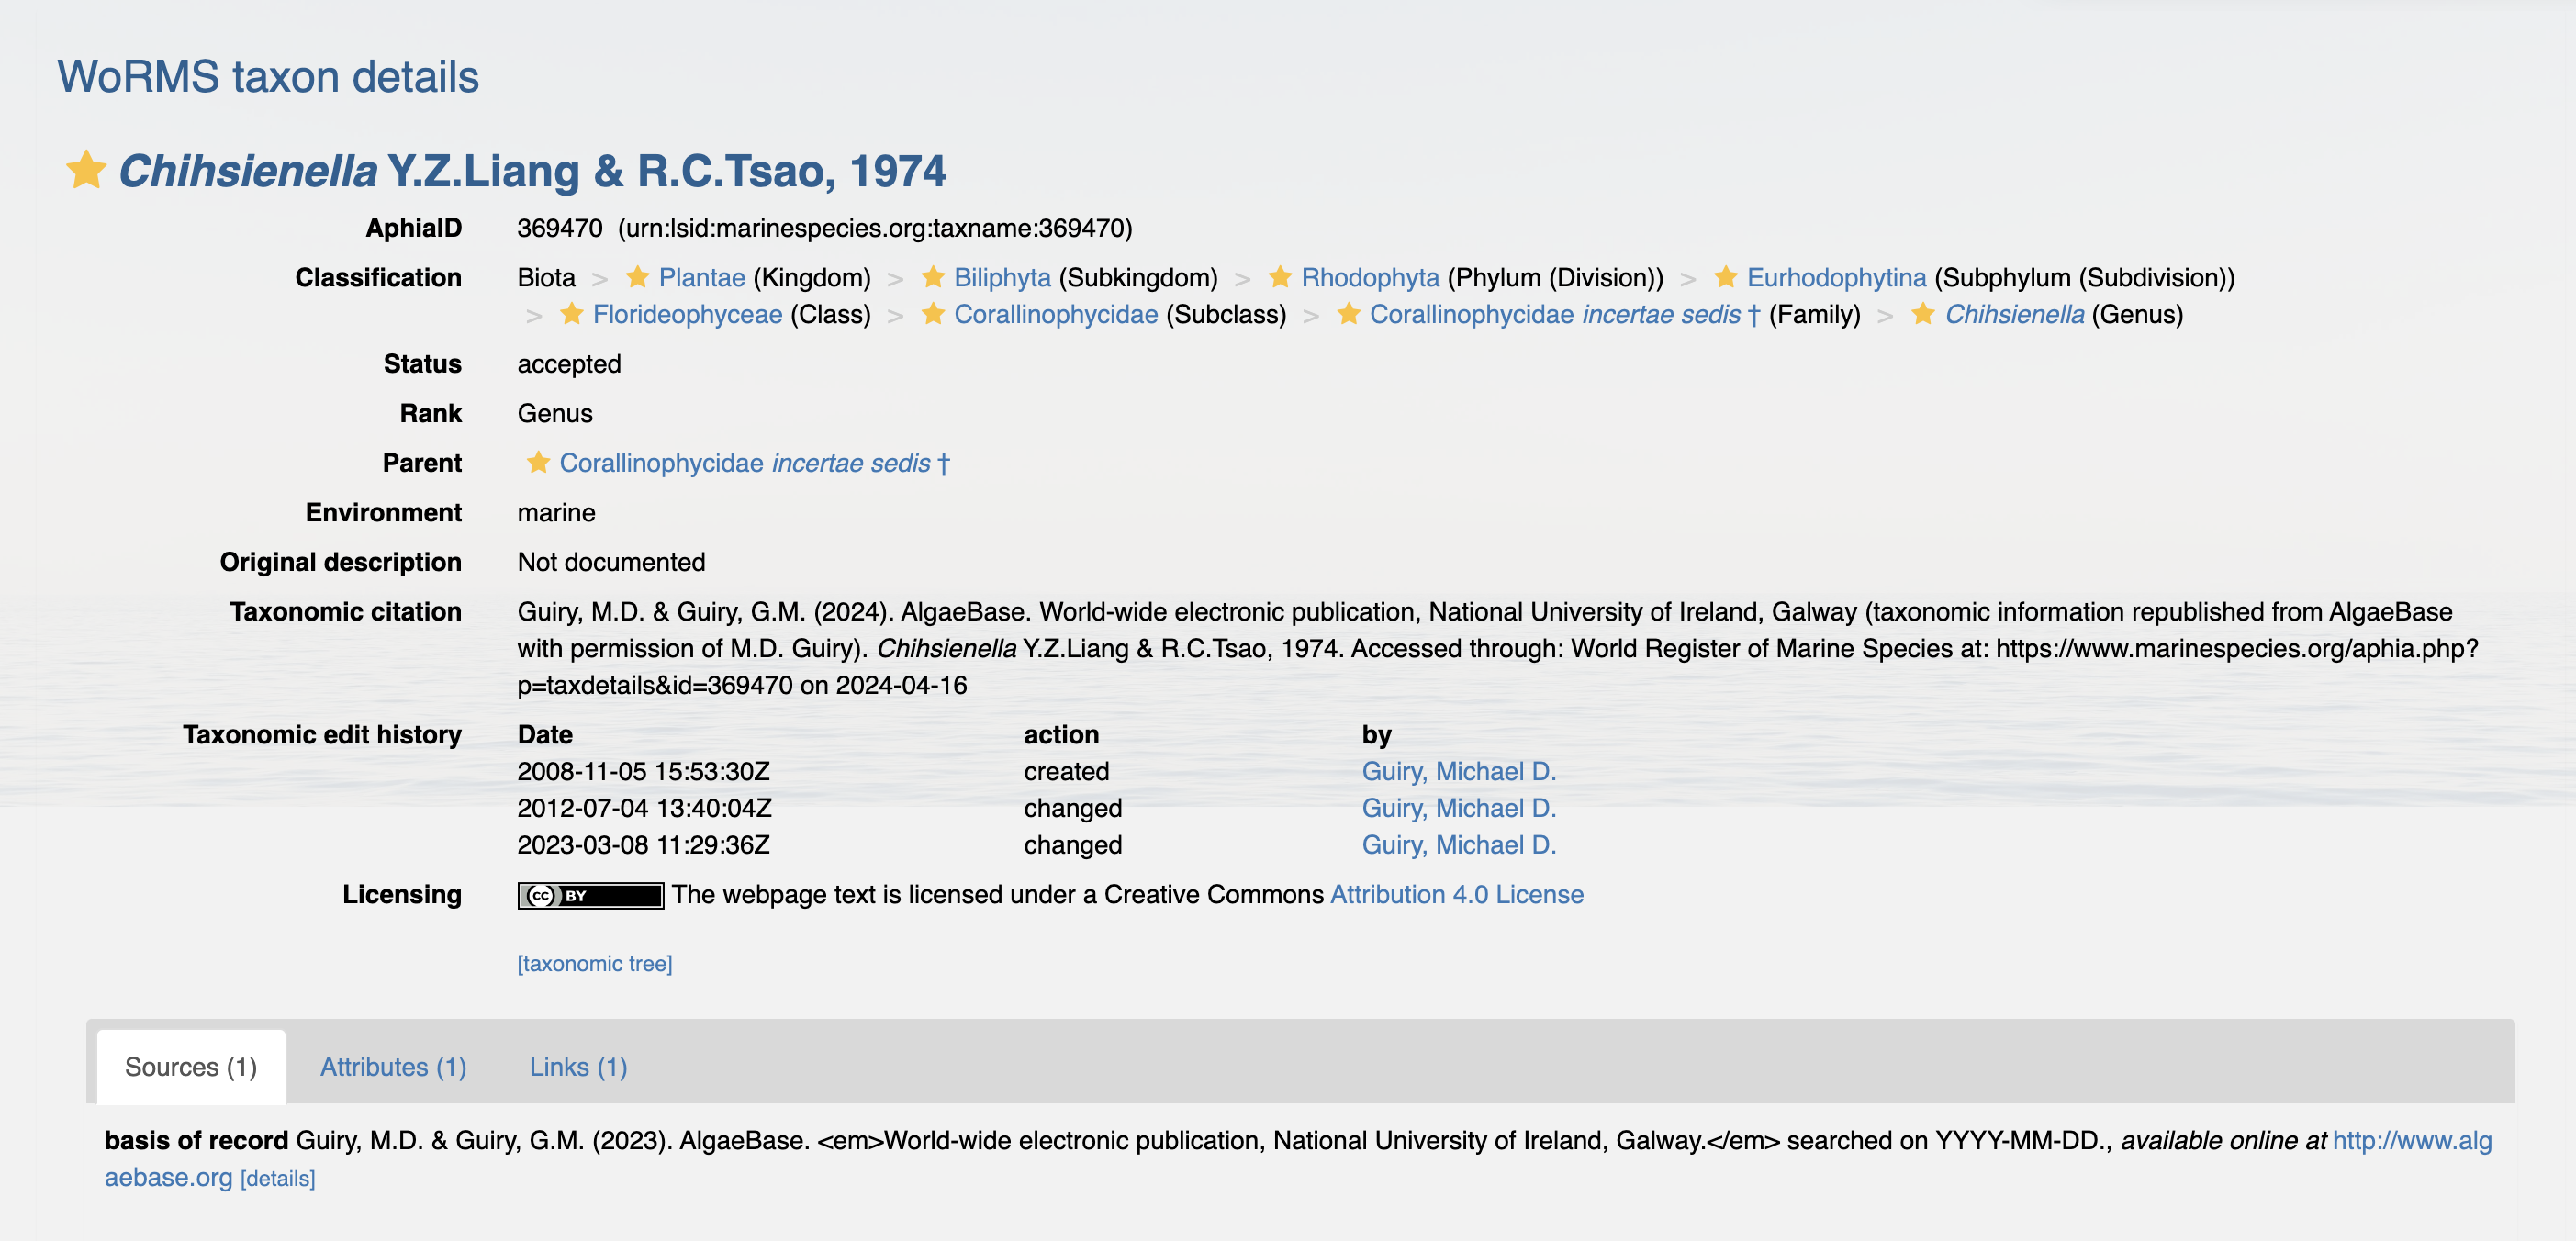 WoRMS taxon details
Chihsienella Y.Z.Liang & R.C.Tsao, 1974
AphiaID 369470 (urn:lsid:marinespecies.org:taxname:369470)
Classification Biota > Plantae (Kingdom) > Biliphyta (Subkingdom) > Rhodophyta (Phylum (Division)) > Eurhodophytina (Subphylum (Subdivision))
> Florideophyceae (Class) > Corallinophycidae (Subclass) > Corallinophycidae incertae sedis † (Family) > Chihsienella (Genus)
Status accepted
Rank Genus
Parent Corallinophycidae incertae sedis †
Environment marine
Original description Not documented
Taxonomic citation Guiry, M.D. & Guiry, G.M. (2024). AlgaeBase. World-wide electronic publication, National University of Ireland, Galway (taxonomic information republished from AlgaeBase
with permission of M.D. Guiry). Chihsienella Y.Z.Liang & R.C.Tsao, 1974. Accessed through: World Register of Marine Species at: https://www.marinespecies.org/aphia.php?
p=taxdetails&id=369470 on 2024-04-16
Taxonomic edit history Date action by
2008-11-05 15:53:30Z created Guiry, Michael D.
2012-07-04 13:40:04Z changed Guiry, Michael D.
2023-03-08 11:29:36Z changed Guiry, Michael D.
Licensing cc BY The webpage text is licensed under a Creative Commons Attribution 4.0 License
[taxonomic tree]
Sources (1) Attributes (1) Links (1)
basis of record Guiry, M.D. & Guiry, G.M. (2023). AlgaeBase. <em>World-wide electronic publication, National University of Ireland, Galway.</em> searched on YYYY-MM-DD., available online at http://www.alg
aebase.org [details]